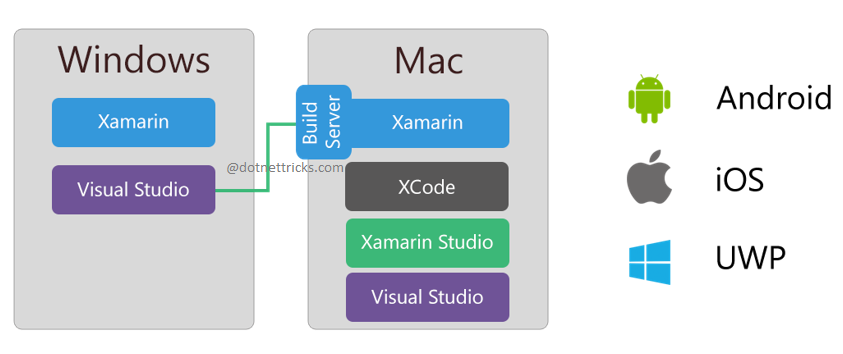 Windows
Xamarin
Visual Studio
@dotnettricks.com
Mac
Build
Server
Xamarin
XCode
Xamarin Studio
Visual Studio
Android
iOS
UWP